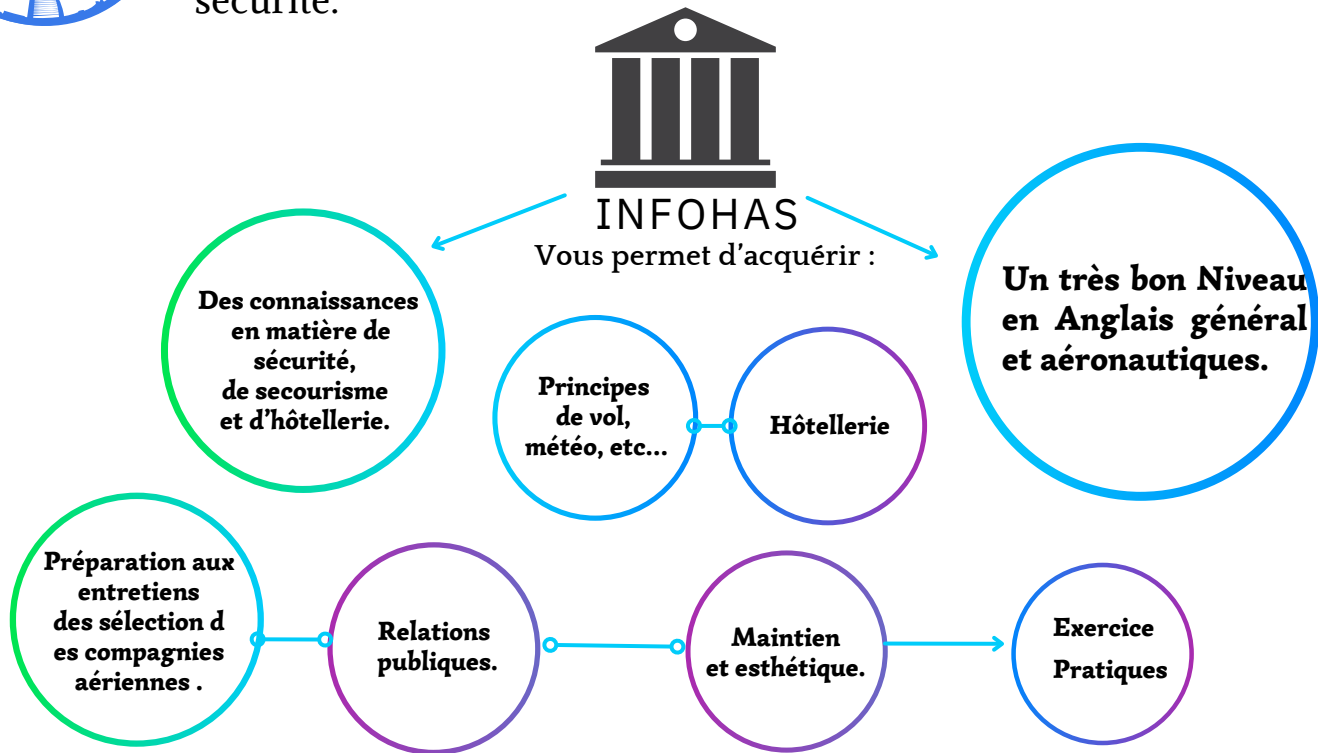 sécurité.
INFOHAS
Vous permet d'acquérir :
Des connaissances
en matière de
sécurité,
de secourisme
et d'hôtellerie.
Un très bon Niveau
en Anglais général
et aéronautiques.
Principes
de vol,
météo, etc...
Hôtellerie
Préparation aux
entretiens
des sélection d
es compagnies
aériennes .
Relations
publiques.
Maintien
et esthétique.
Exercice
Pratiques